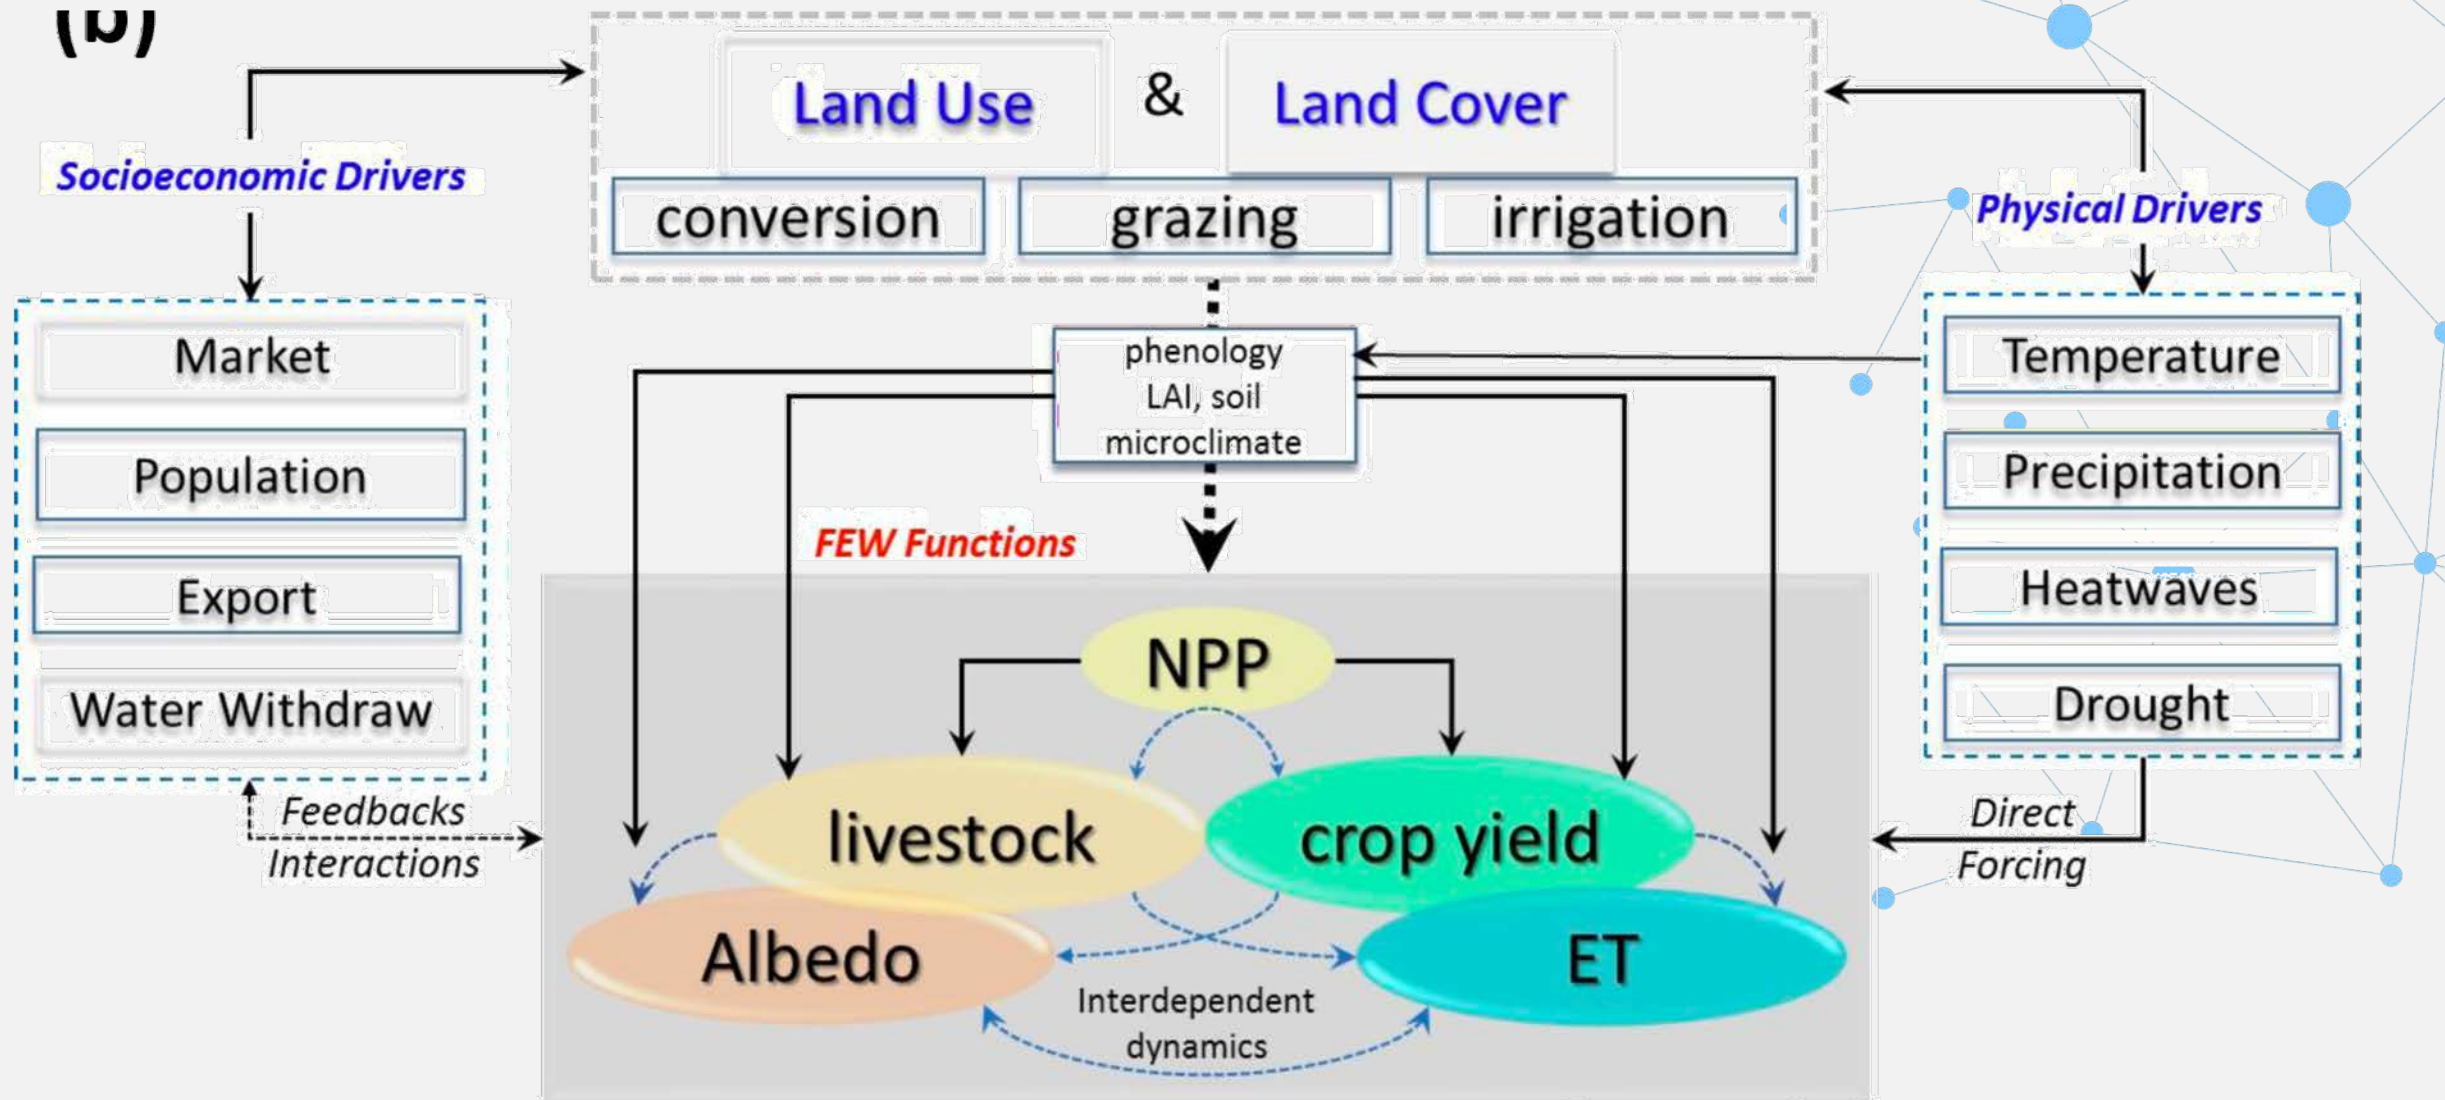 (b)
Land Use & Land Cover
conversion grazing irrigation
Socioeconomic Drivers
Market
Population
Export
Water Withdraw
Feedbacks
Interactions
Physical Drivers
Temperature
Precipitation
Heatwaves
Drought
Direct
Forcing
phenology
LAI, soil
microclimate
FEW Functions
NPP
livestock
crop yield
Albedo
ET
Interdependent
dynamics